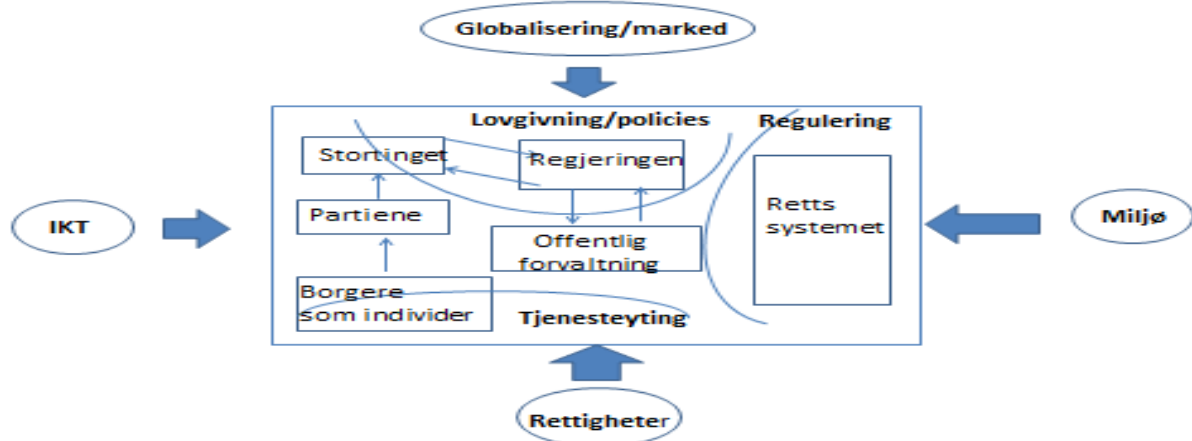 Globalisering/marked
Lovgivning/policies
Regulering
Stortinget
Regjeringen
Partiene
Retts
systemet
IKT
Miljø
Offentlig
forvaltning
Borgere
som individer
Tjenesteyting
Rettigheter